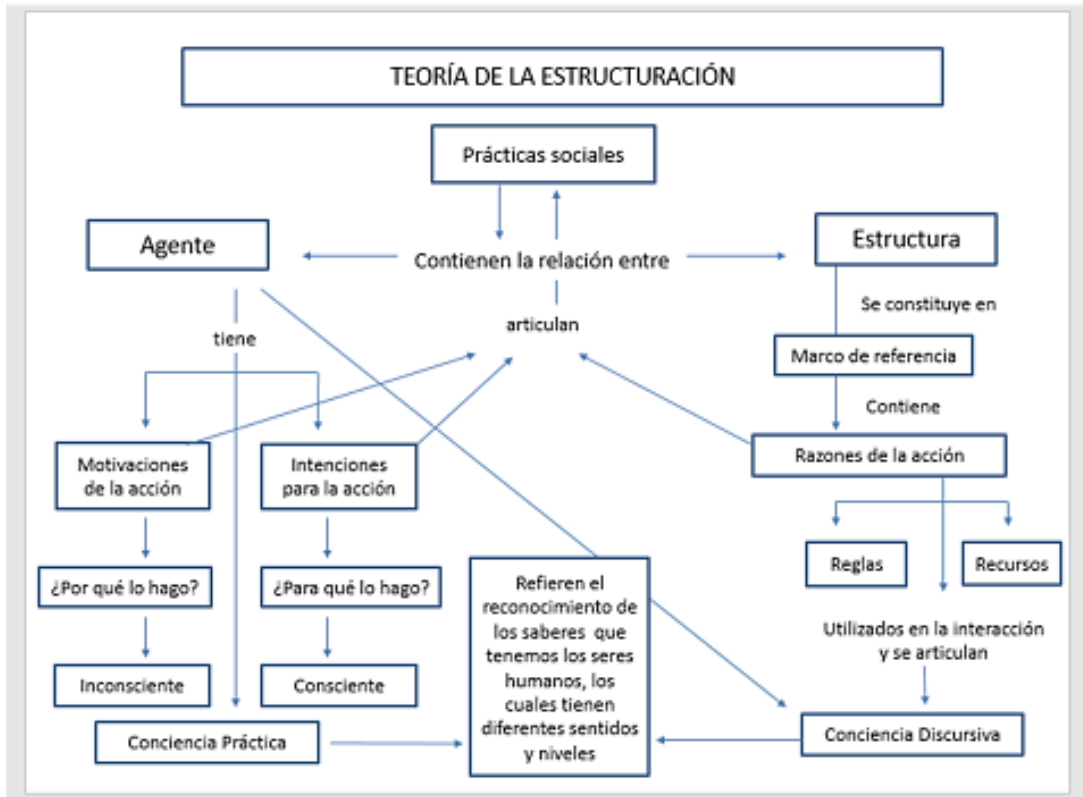 TEORÍA DE LA ESTRUCTURACIÓN
Prácticas sociales
Agente
Contienen la relación entre
Estructura
Se constituye en
tiene
articulan
Marco de referencia
Contiene
Motivaciones
de la acción
Intenciones
para la acción
Razones de la acción
¿Por qué lo hago?
¿Para qué lo hago?
Reglas
Recursos
Refieren el
reconocimiento de
los saberes que
tenemos los seres
humanos, los
cuales tienen
diferentes sentidos
y niveles
Utilizados en la interacción
y se articulan
Inconsciente
Consciente
Conciencia Práctica
Conciencia Discursiva